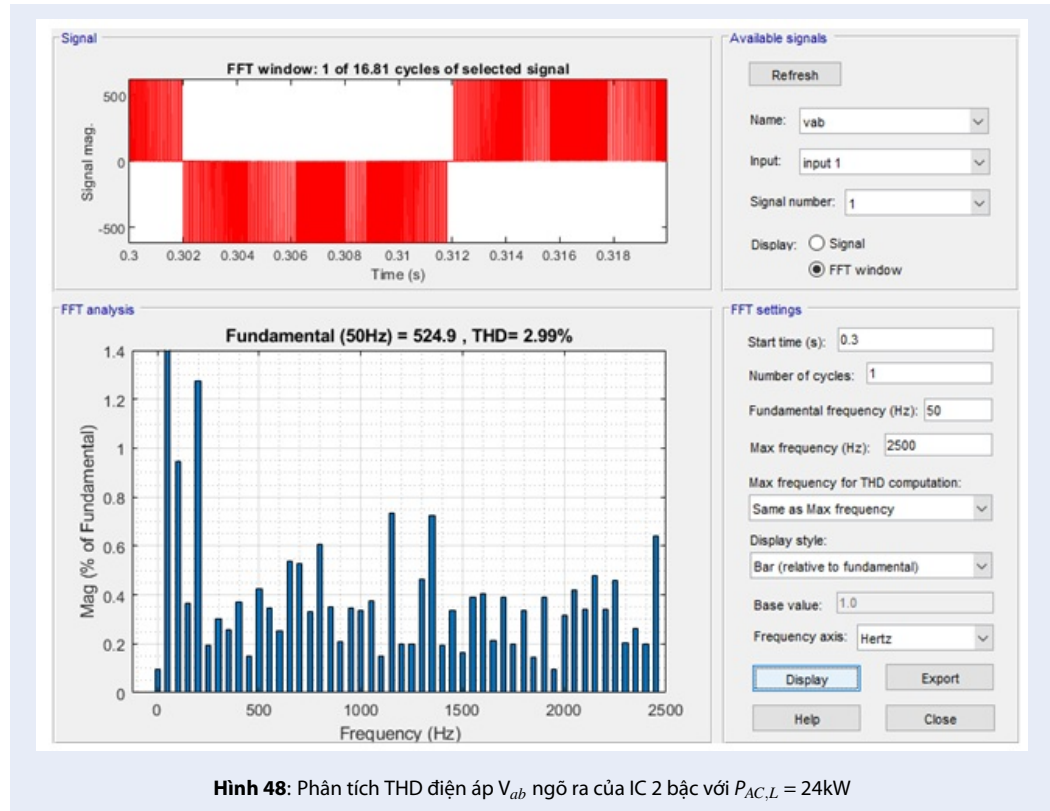 Signal
FFT window: 1 of 16.81 cycles of selected signal
500
0
-500
Signal mag.
0.3 0.302 0.304 0.306 0.308 0.31 0.312 0.314 0.316 0.318
Time (s)
Available signals
Refresh
Name: vab
Input: input 1
Signal number: 1
Display: Signal
FFT window
FFT analysis
Fundamental (50Hz) = 524.9 , THD= 2.99%
1.4
1.2
1
0.8
0.6
0.4
0.2
0
Mag (% of Fundamental)
0 500 1000 1500 2000 2500
Frequency (Hz)
FFT settings
Start time (s): 0.3
Number of cycles: 1
Fundamental frequency (Hz): 50
Max frequency (Hz): 2500
Max frequency for THD computation:
Same as Max frequency
Display style:
Bar (relative to fundamental)
Base value: 1.0
Frequency axis: Hertz
Display Export
Help Close
Hình 48: Phân tích THD điện áp Vab ngõ ra của IC 2 bậc với PAC,L = 24kW